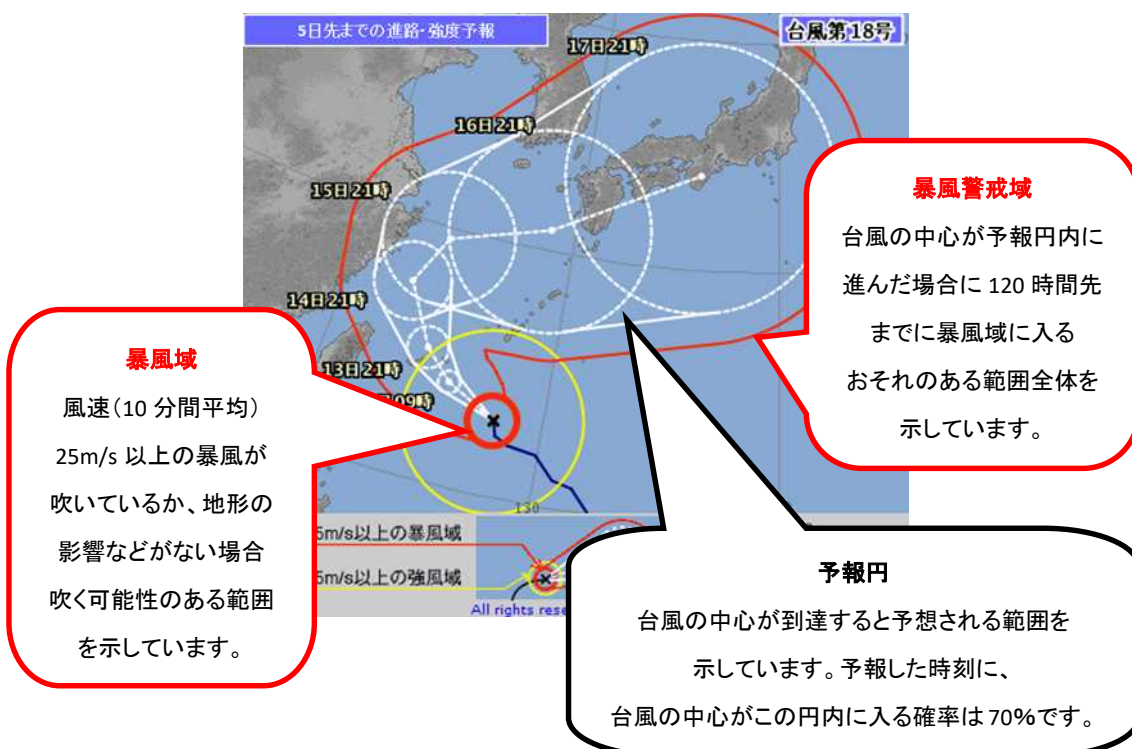 5日先までの進路・強度予報
台風第18号
17日21時
16日21時
15日21時
14日21時
13日21時
09時
130
暴風警戒域
台風の中心が予報円内に
進んだ場合に 120 時間先
までに暴風域に入る
おそれのある範囲全体を
示しています。
暴風域
風速（10 分間平均）
25m/s 以上の暴風が
吹いているか、地形の
影響などがない場合
吹く可能性のある範囲
を示しています。
5m/s以上の暴風域
5m/s以上の強風域
All rights rese
予報円
台風の中心が到達すると予想される範囲を
示しています。予報した時刻に、
台風の中心がこの円内に入る確率は 70％です。